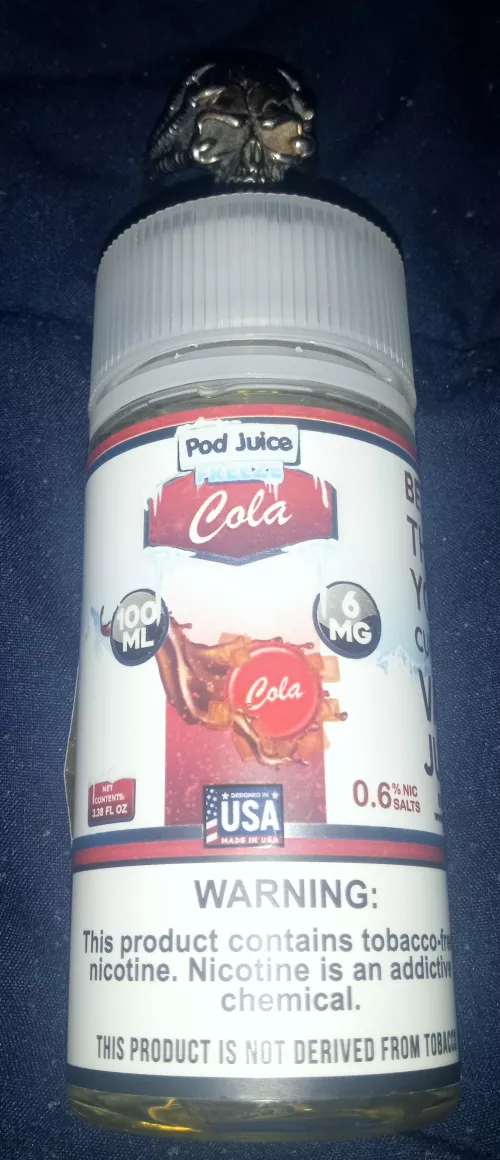 Pod Juice
FREEZE
Cola
100
ML
6
MG
Cola
NET
CONTENTS:
3.38 FL OZ
DESIGNED IN
USA
MADE IN USA
0.6% NIC
SALTS
WARNING:
This product contains
nicotine. Nicotine is an addictive
chemical.
THIS PRODUCT IS NOT DERIVED FROM TOBACCO